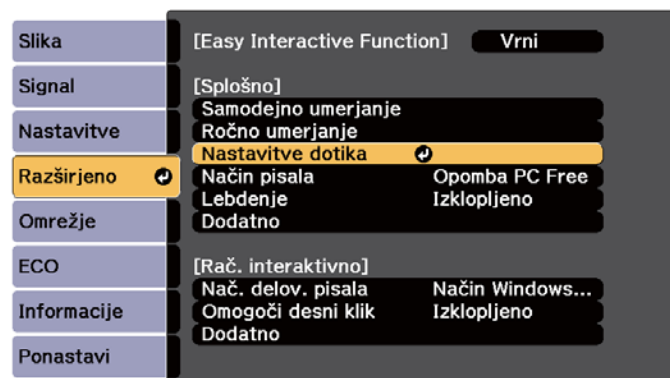 Slika
Signal
Nastavitve
Razširjeno
Omrežje
ECO
Informacije
Ponastavi
[Easy Interactive Function] Vrni
[Splošno]
Samodejno umerjanje
Ročno umerjanje
Nastavitve dotika
Način pisala Opomba PC Free
Lebdenje Izklopljeno
Dodatno
[Rač. interaktivno]
Nač. delov. pisala Način Windows...
Omogoči desni klik Izklopljeno
Dodatno